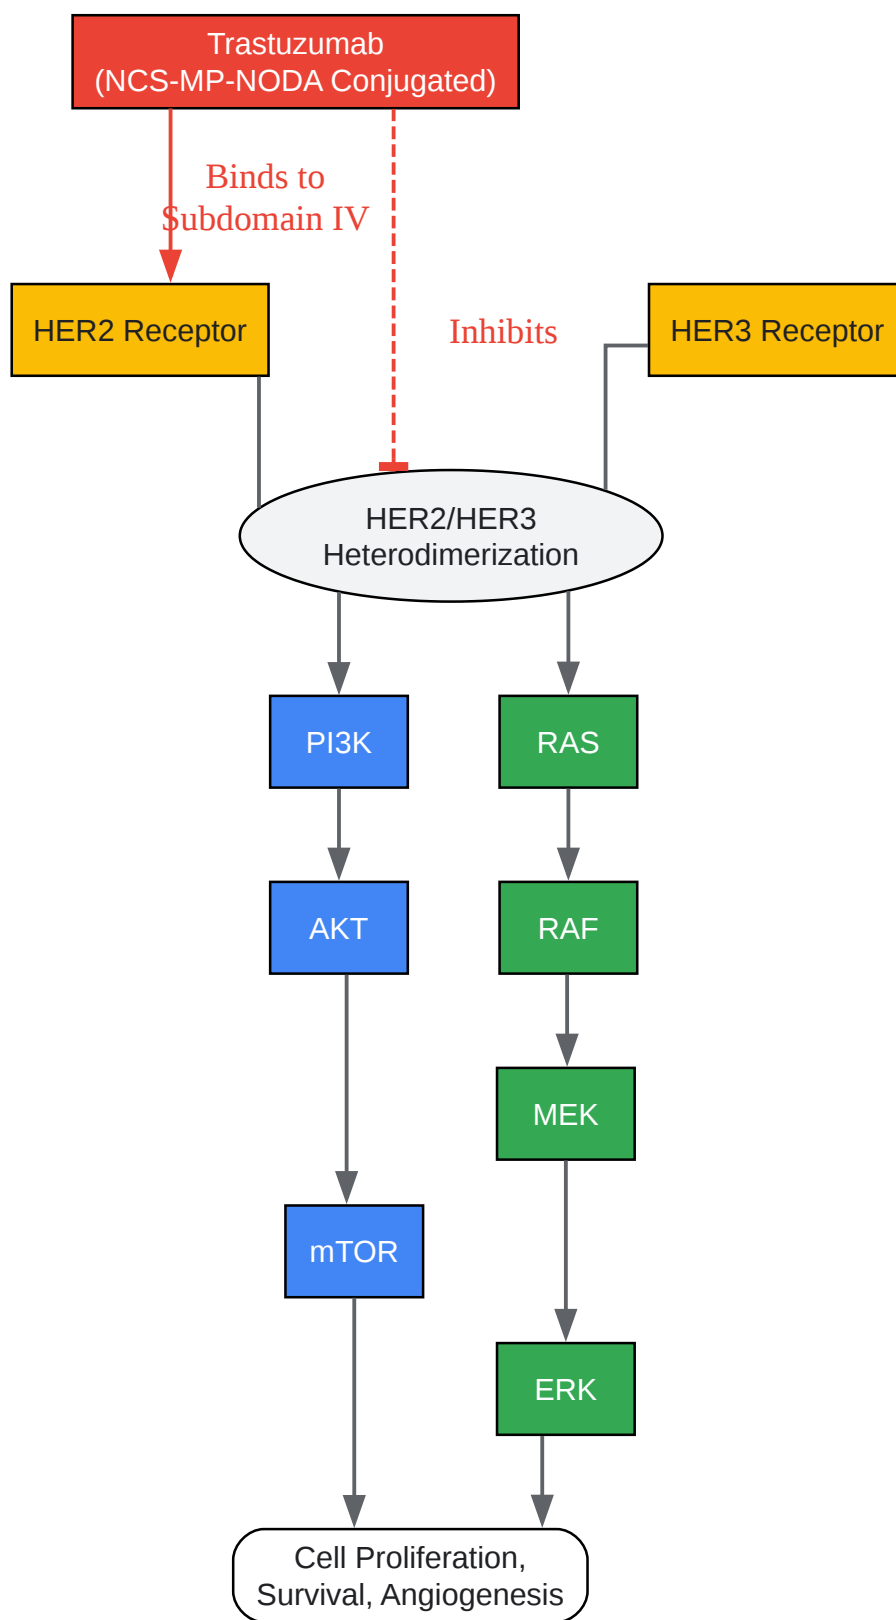 Trastuzumab
(NCS-MP-NODA Conjugated)
Binds to
Subdomain IV
HER2 Receptor
Inhibits
HER3 Receptor
HER2/HER3
Heterodimerization
PI3K
RAS
AKT
RAF
MEK
mTOR
ERK
Cell Proliferation,
Survival, Angiogenesis